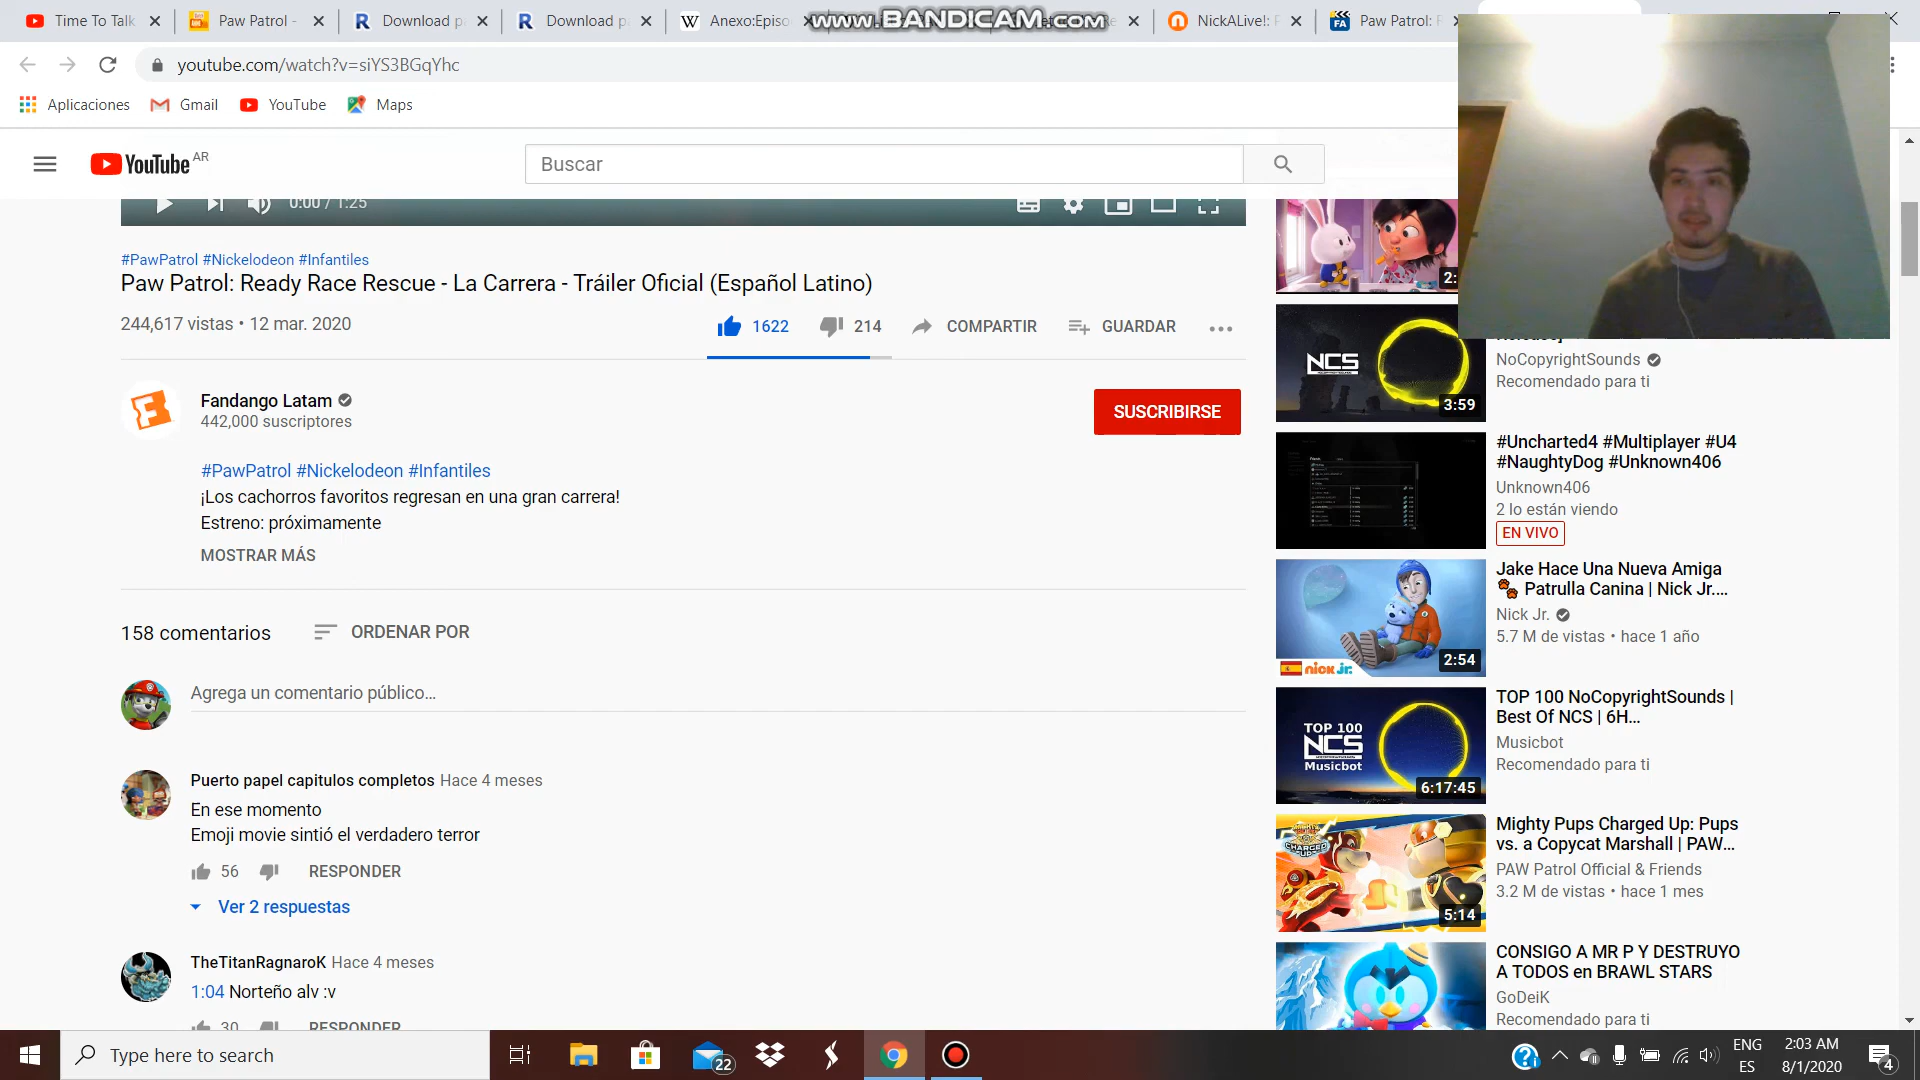 Time To Talk
Paw Patrol -
Download p
Download p
Anexo:Episo
www.BANDICAM.com
NickALive!:
Paw Patrol:
youtube.com/watch?v=siYS3BGqYhc
Aplicaciones
Gmail
YouTube
Maps
YouTube AR
Buscar
0:00 / 1:25
#PawPatrol #Nickelodeon #Infantiles
Paw Patrol: Ready Race Rescue - La Carrera - Tráiler Oficial (Español Latino)
244,617 vistas • 12 mar. 2020
1622
214
COMPARTIR
GUARDAR
Fandango Latam
442,000 suscriptores
SUSCRIBIRSE
#PawPatrol #Nickelodeon #Infantiles
¡Los cachorros favoritos regresan en una gran carrera!
Estreno: próximamente
MOSTRAR MÁS
158 comentarios
ORDENAR POR
Agrega un comentario público...
Puerto papel capitulos completos Hace 4 meses
En ese momento
Emoji movie sintió el verdadero terror
56
RESPONDER
Ver 2 respuestas
TheTitanRagnaroK Hace 4 meses
1:04 Norteño alv :v
30
RESPONDER
2:
NCS
3:59
NoCopyrightSounds
Recomendado para ti
#Uncharted4 #Multiplayer #U4
#NaughtyDog #Unknown406
Unknown406
2 lo están viendo
EN VIVO
nick jr.
2:54
Jake Hace Una Nueva Amiga
Patrulla Canina | Nick Jr....
Nick Jr.
5.7 M de vistas • hace 1 año
TOP 100
NCS
Musicbot
6:17:45
TOP 100 NoCopyrightSounds |
Best Of NCS | 6H...
Musicbot
Recomendado para ti
CHARGED UP
5:14
Mighty Pups Charged Up: Pups
vs. a Copycat Marshall | PAW...
PAW Patrol Official & Friends
3.2 M de vistas • hace 1 mes
CONSIGO A MR P Y DESTRUYO
A TODOS en BRAWL STARS
GoDeiK
Recomendado para ti
Type here to search
22
ENG
ES
2:03 AM
8/1/2020
4